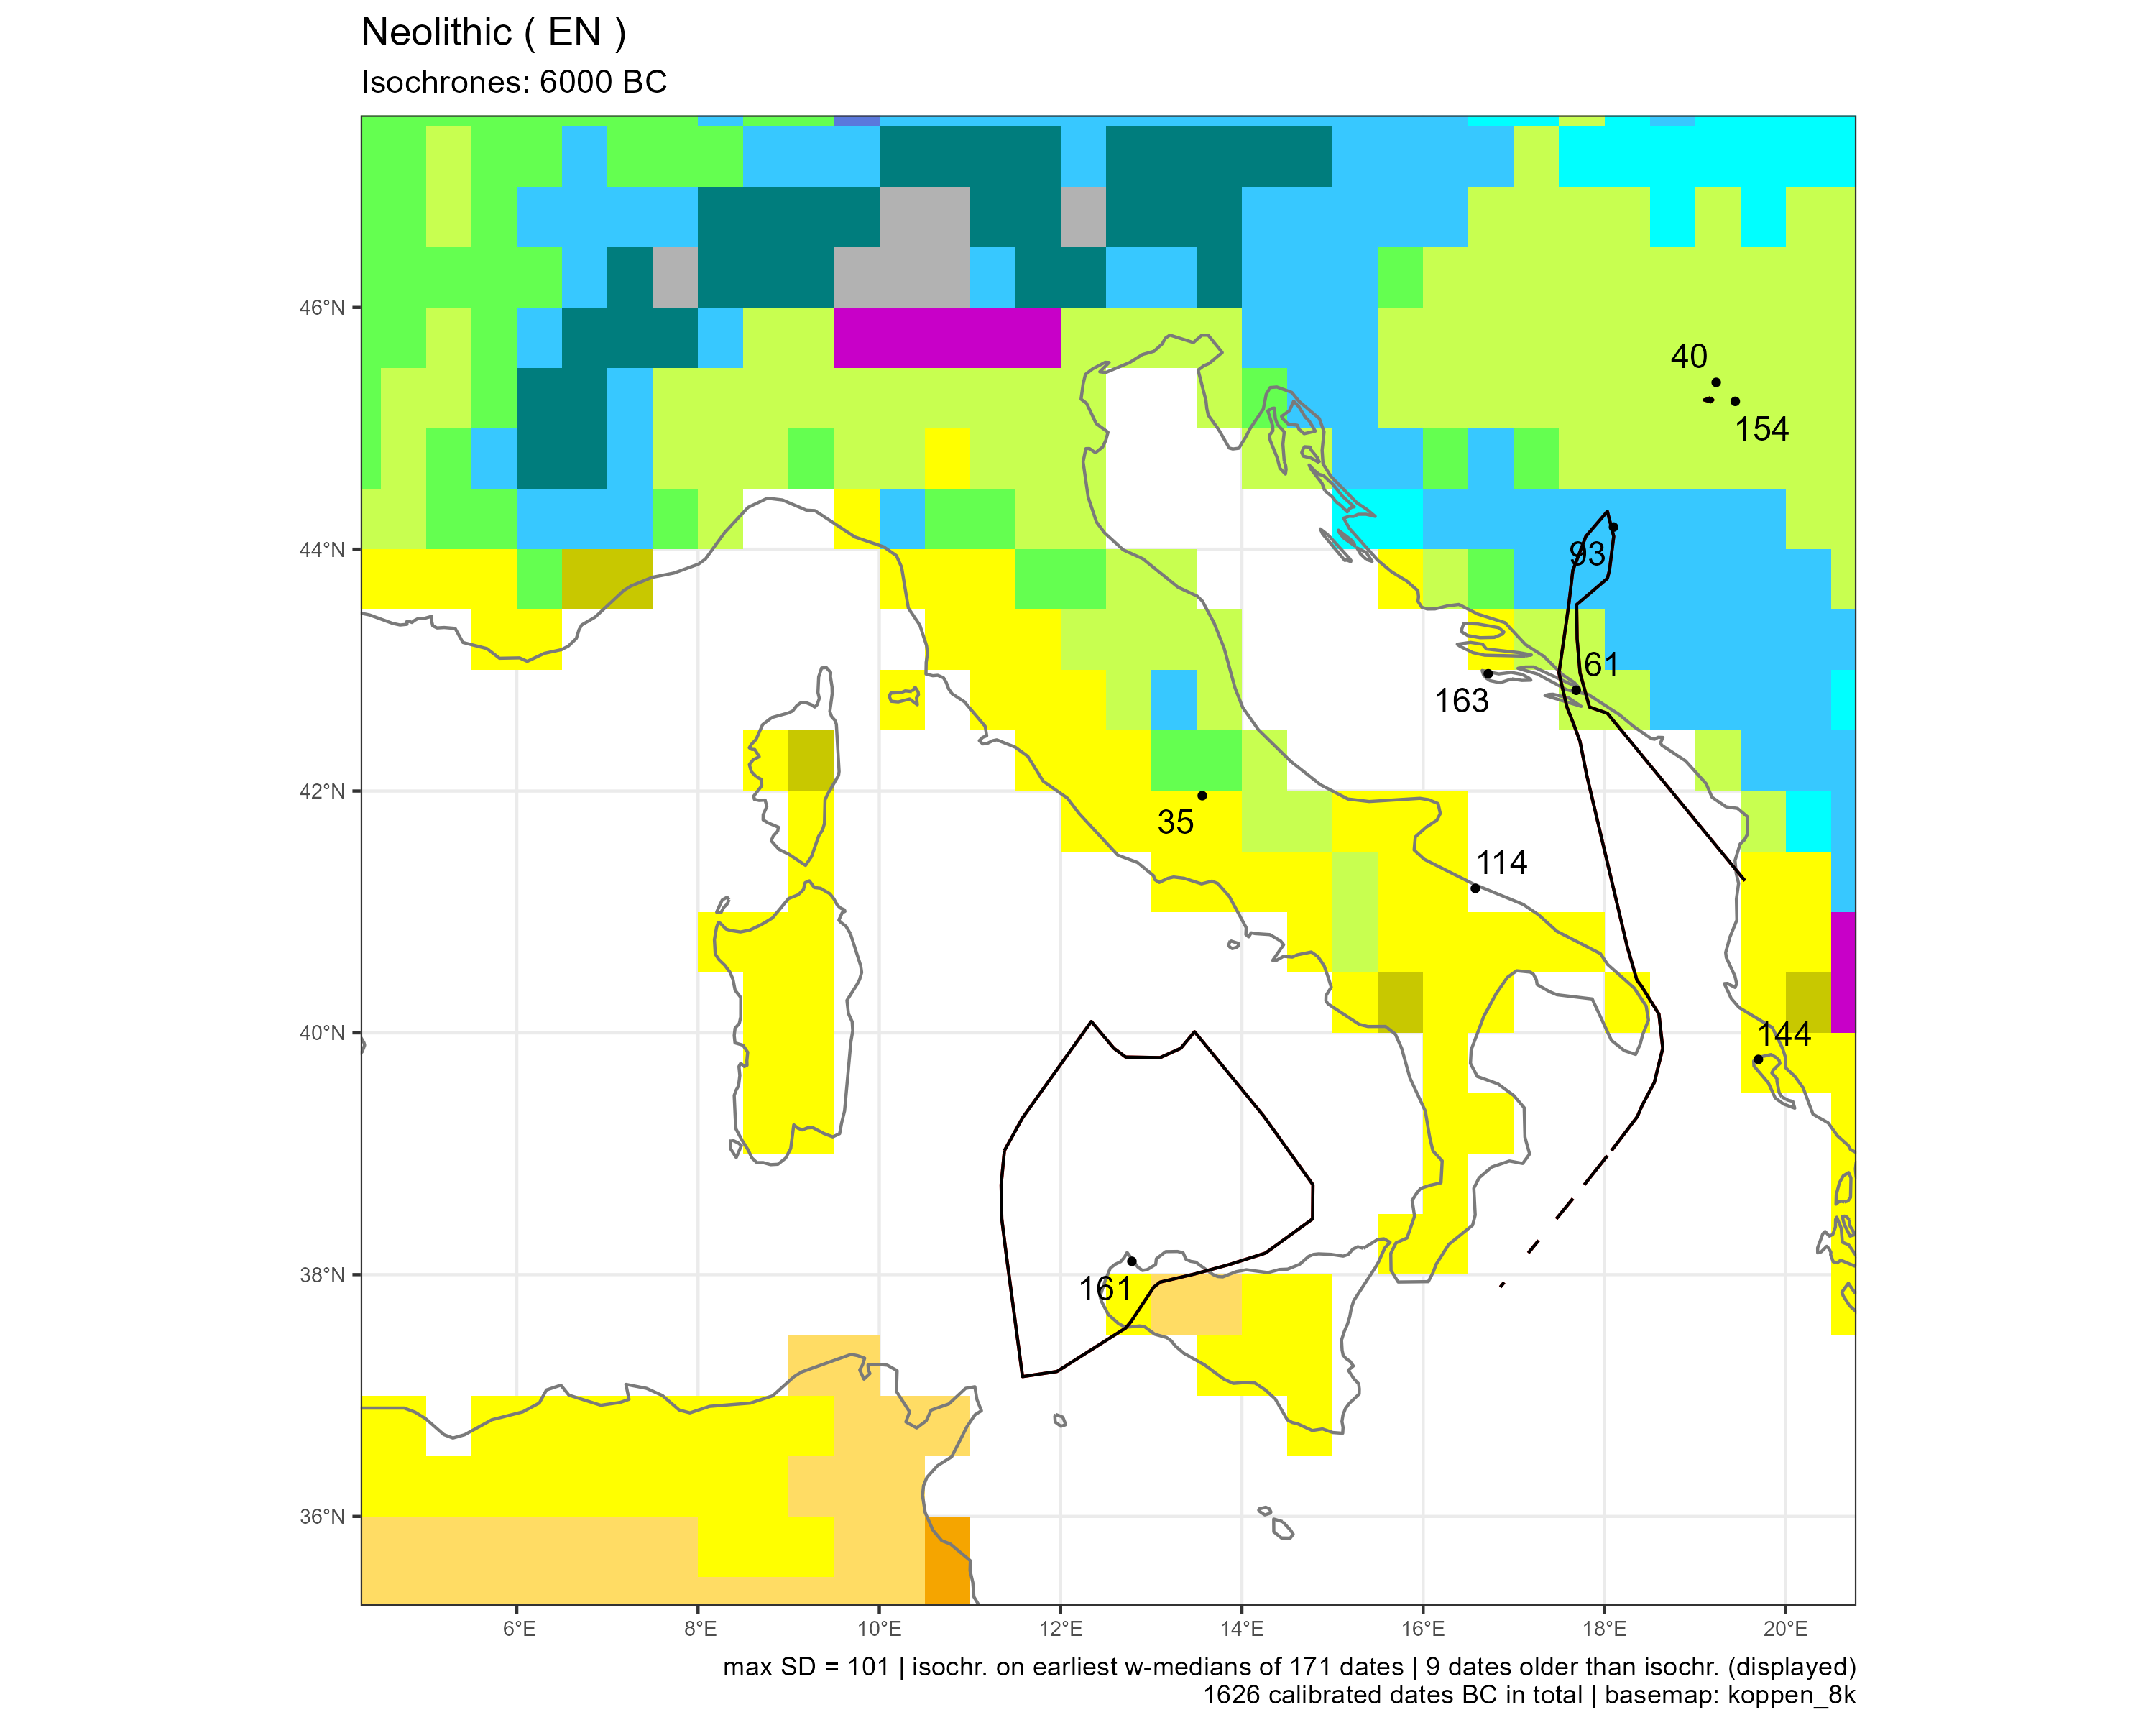 Neolithic ( EN )
Isochrones: 6000 BC
46°N
44°N
42°N
40°N
38°N
36°N
40
154
93
61
163
35
114
144
161
6°E
8°E
10°E
12°E
14°E
16°E
18°E
20°E
max SD = 101 | isochr. on earliest w-medians of 171 dates | 9 dates older than isochr. (displayed)
1626 calibrated dates BC in total | basemap: koppen_8k